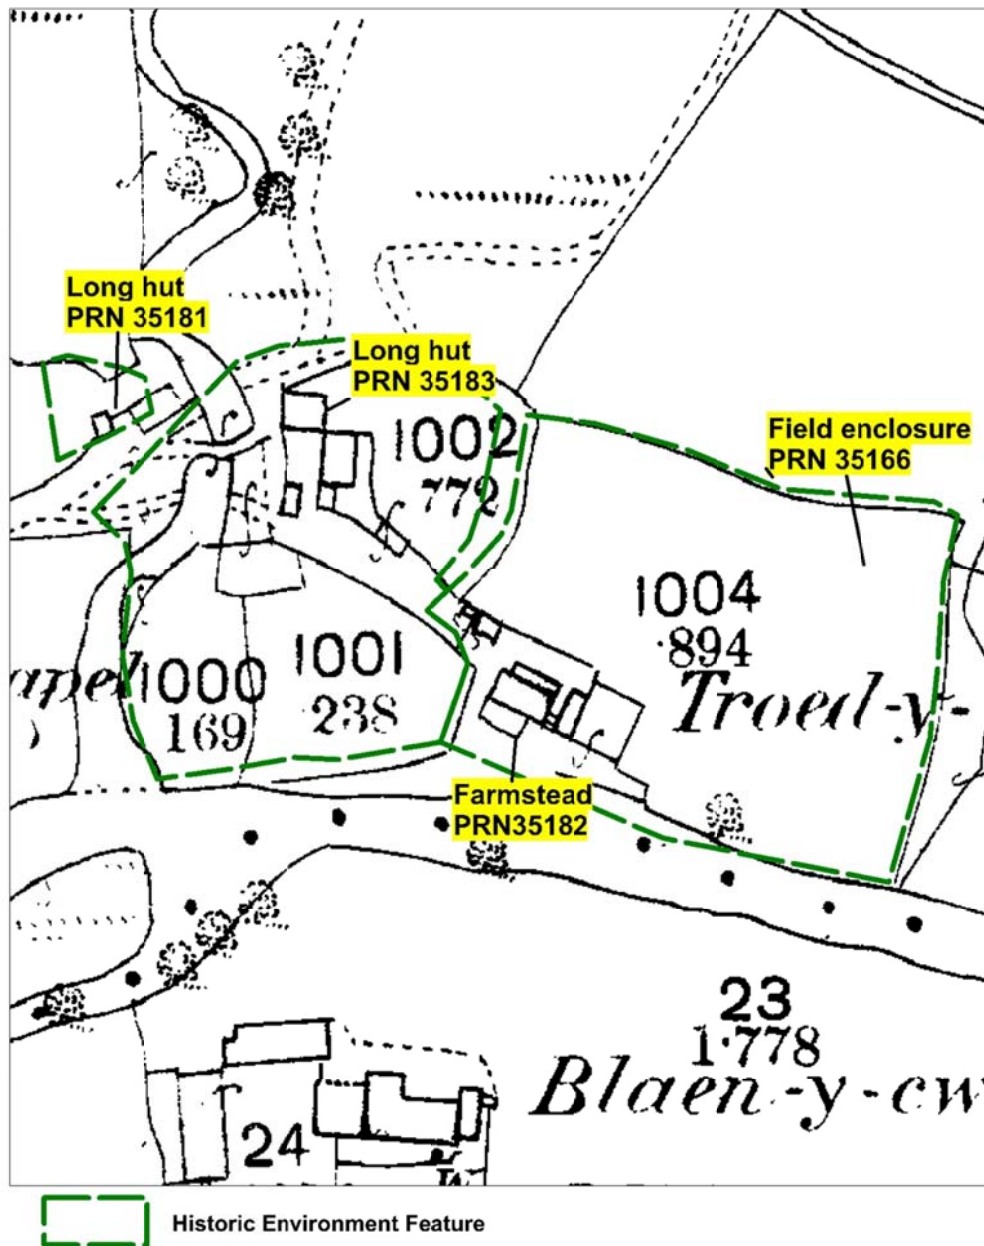 Long hut
PRN 35181
Long hut
PRN 35183
1002
772
Field enclosure
PRN 35166
1004
·894
1000
169
1001
·238
Troed-y-
Farmstead
PRN35182
23
1·778
Blaen-y-cw
24
W
Historic Environment Feature